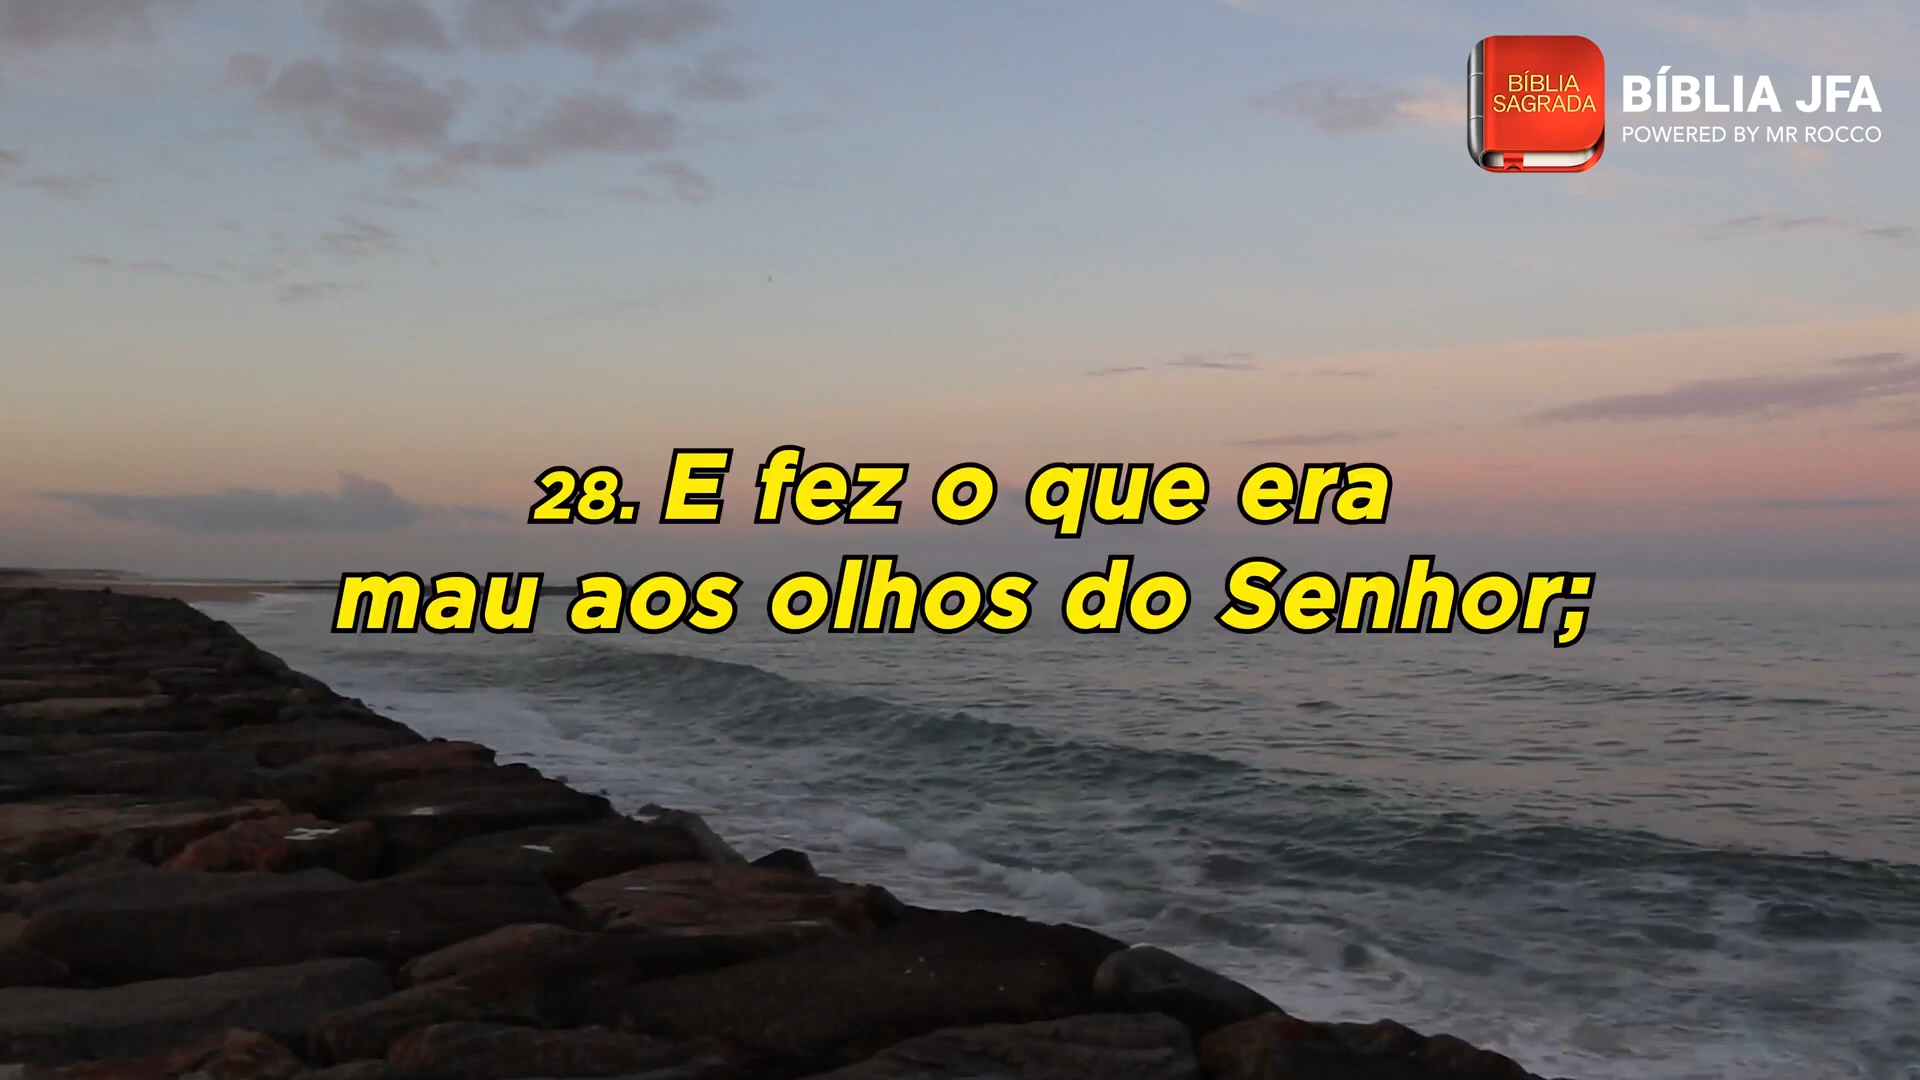 BÍBLIA
SAGRADA
BÍBLIA JFA
POWERED BY MR ROCCO
28. E fez o que era
mau aos olhos do Senhor;